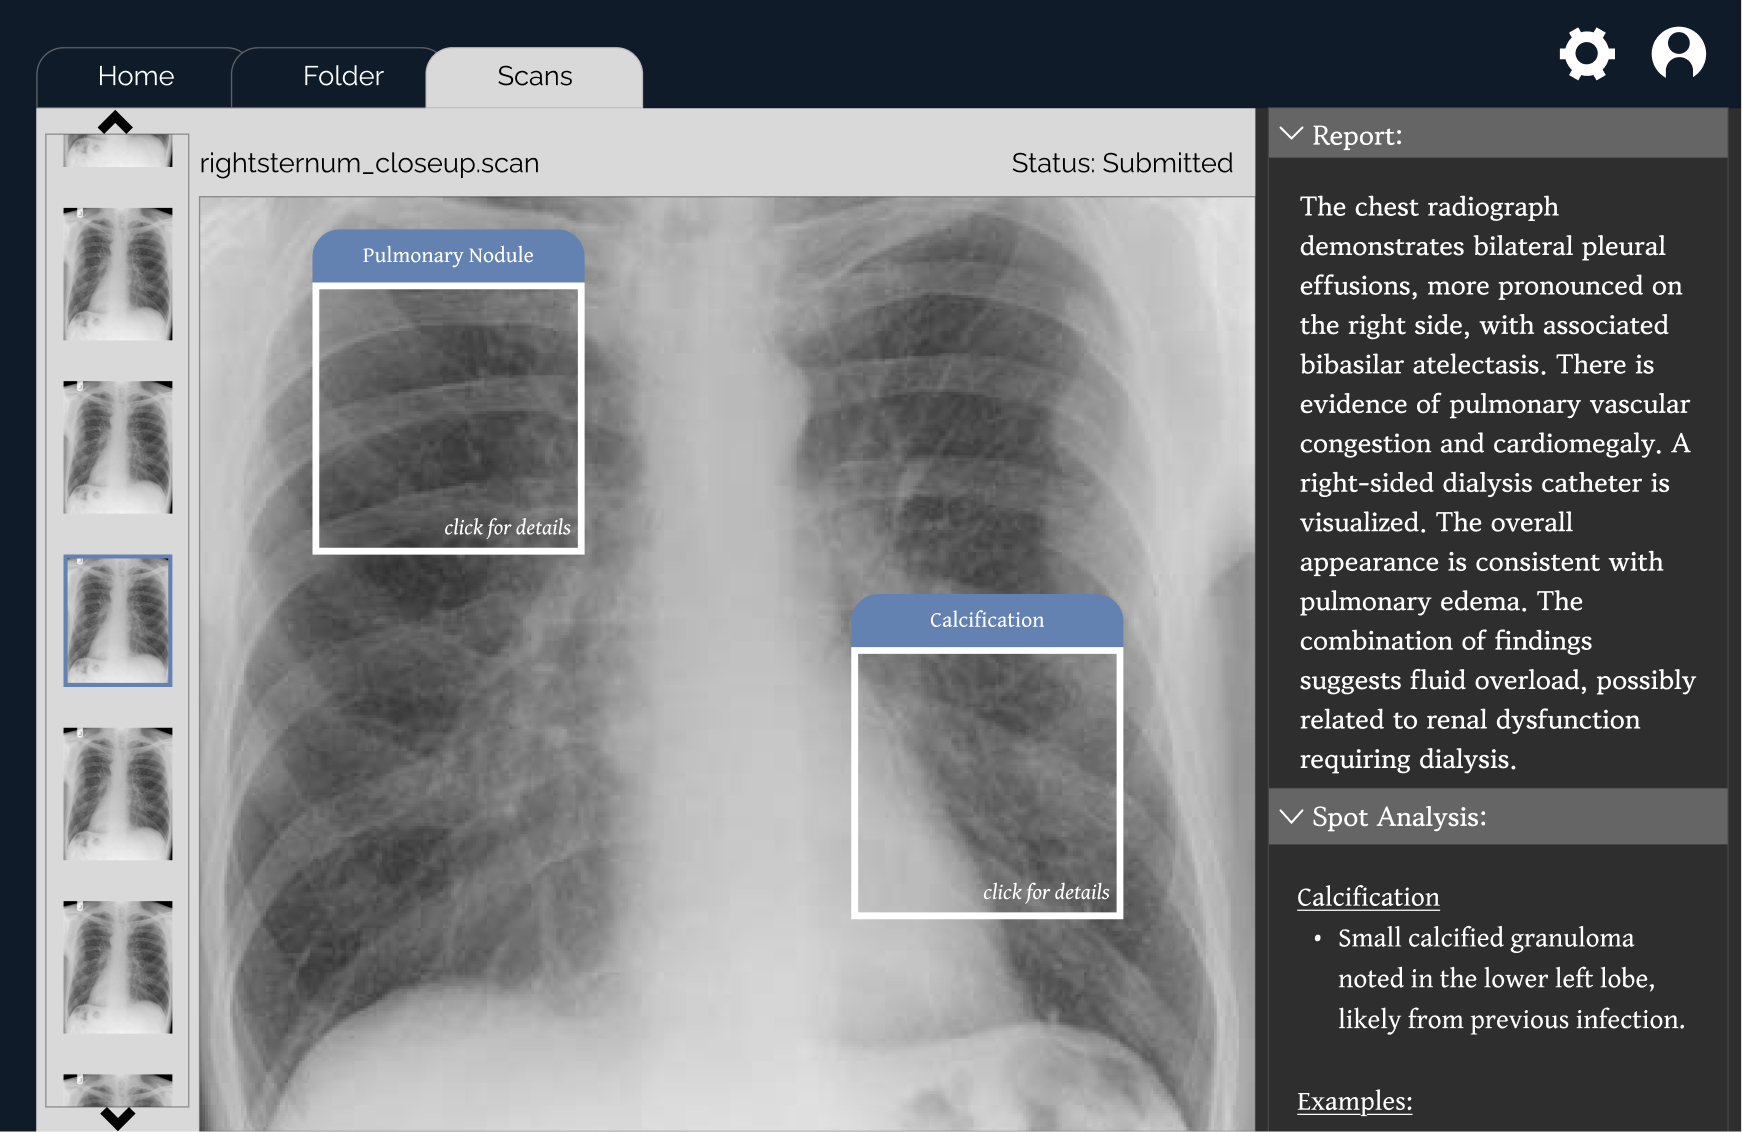 Home
Folder
Scans
rightsternum_closeup.scan
Status: Submitted
Pulmonary Nodule
click for details
Calcification
click for details
Report:
The chest radiograph
demonstrates bilateral pleural
effusions, more pronounced on
the right side, with associated
bibasilar atelectasis. There is
evidence of pulmonary vascular
congestion and cardiomegaly. A
right-sided dialysis catheter is
visualized. The overall
appearance is consistent with
pulmonary edema. The
combination of findings
suggests fluid overload, possibly
related to renal dysfunction
requiring dialysis.
Spot Analysis:
Calcification
• Small calcified granuloma
noted in the lower left lobe,
likely from previous infection.
Examples: